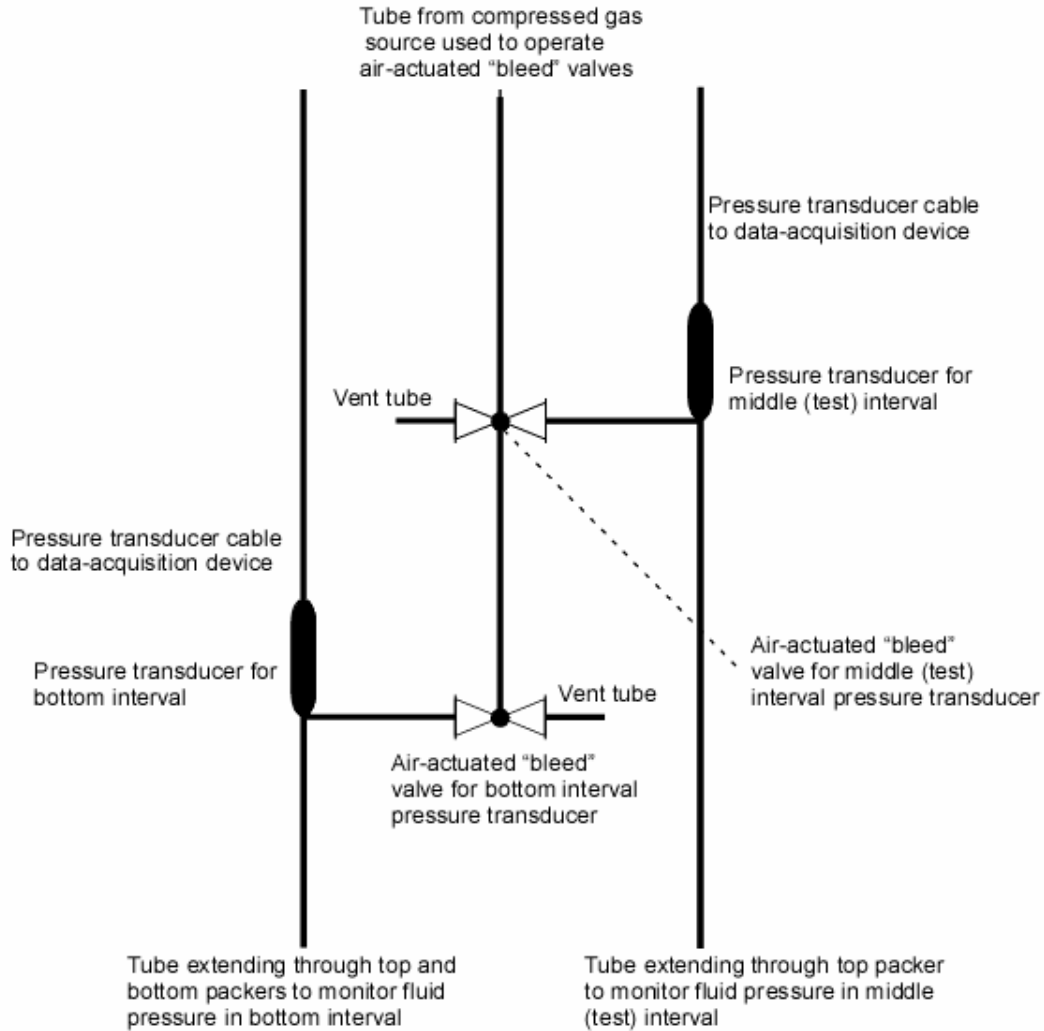 Tube from compressed gas
source used to operate
air-actuated “bleed” valves
Pressure transducer cable
to data-acquisition device
Pressure transducer for
middle (test) interval
Vent tube
Pressure transducer cable
to data-acquisition device
Pressure transducer for
bottom interval
Vent tube
Air-actuated “bleed”
valve for middle (test)
interval pressure transducer
Air-actuated “bleed”
valve for bottom interval
pressure transducer
Tube extending through top and
bottom packers to monitor fluid
pressure in bottom interval
Tube extending through top packer
to monitor fluid pressure in middle
(test) interval